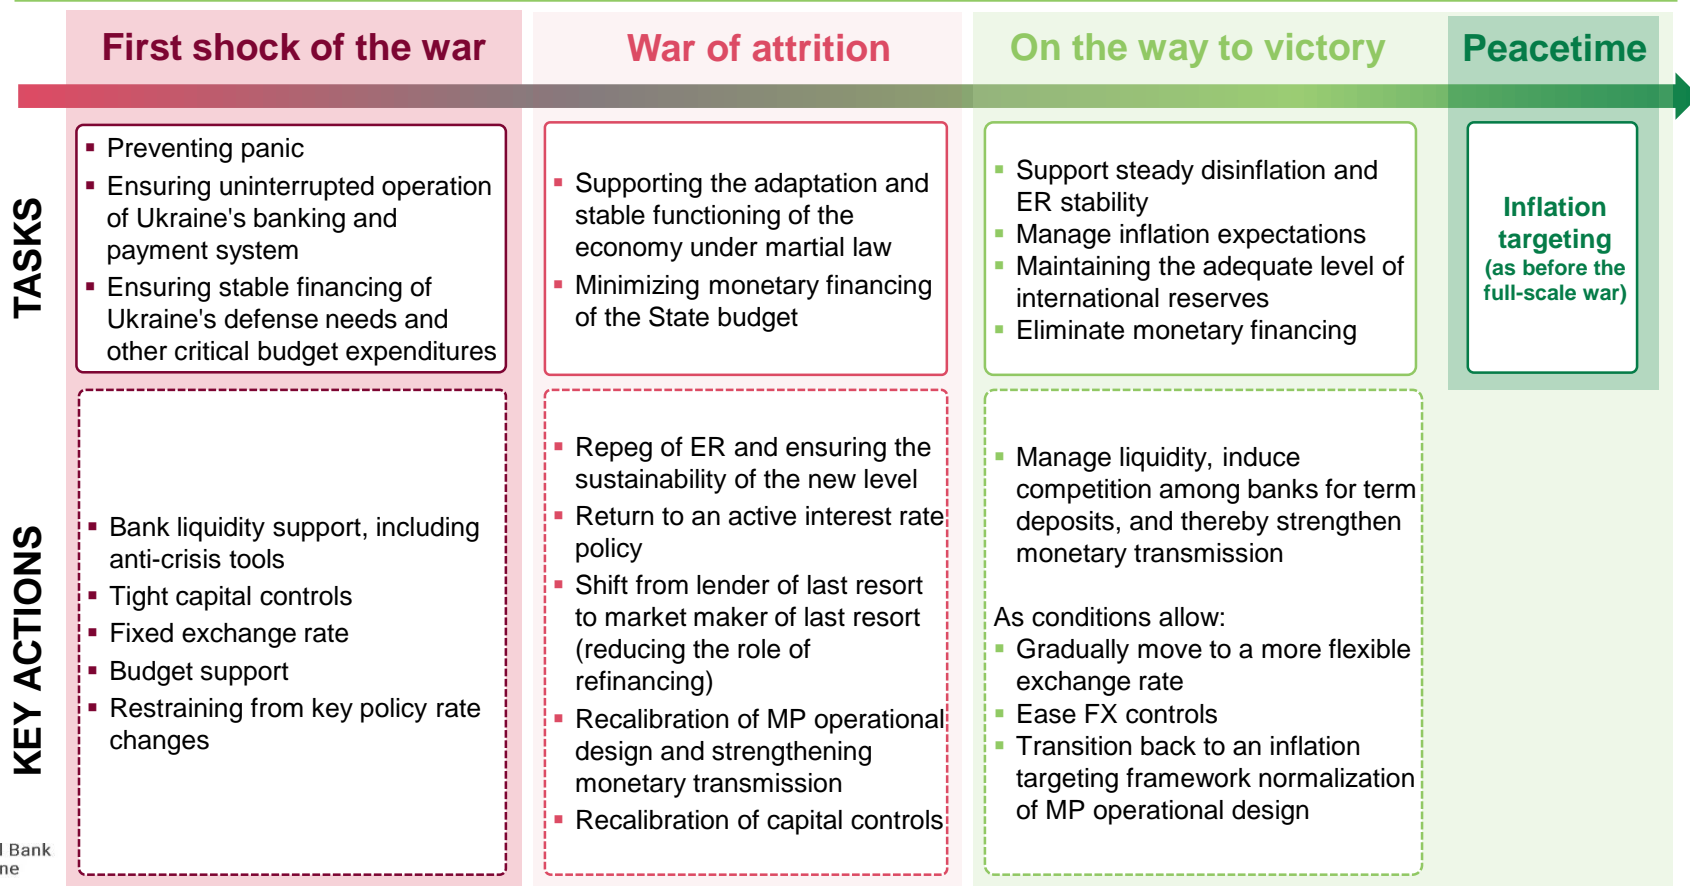 First shock of the war
War of attrition
On the way to victory
Peacetime
TASKS
▪ Preventing panic
▪ Ensuring uninterrupted operation
of Ukraine's banking and
payment system
▪ Ensuring stable financing of
Ukraine's defense needs and
other critical budget expenditures
▪ Supporting the adaptation and
stable functioning of the
economy under martial law
▪ Minimizing monetary financing
of the State budget
▪ Support steady disinflation and
ER stability
▪ Manage inflation expectations
▪ Maintaining the adequate level of
international reserves
▪ Eliminate monetary financing
Inflation
targeting
(as before the
full-scale war)
KEY ACTIONS
▪ Bank liquidity support, including
anti-crisis tools
▪ Tight capital controls
▪ Fixed exchange rate
▪ Budget support
▪ Restraining from key policy rate
changes
▪ Repeg of ER and ensuring the
sustainability of the new level
▪ Return to an active interest rate
policy
▪ Shift from lender of last resort
to market maker of last resort
(reducing the role of
refinancing)
▪ Recalibration of MP operational
design and strengthening
monetary transmission
▪ Recalibration of capital controls
▪ Manage liquidity, induce
competition among banks for term
deposits, and thereby strengthen
monetary transmission
As conditions allow:
▪ Gradually move to a more flexible
exchange rate
▪ Ease FX controls
▪ Transition back to an inflation
targeting framework normalization
of MP operational design
l Bank
ne